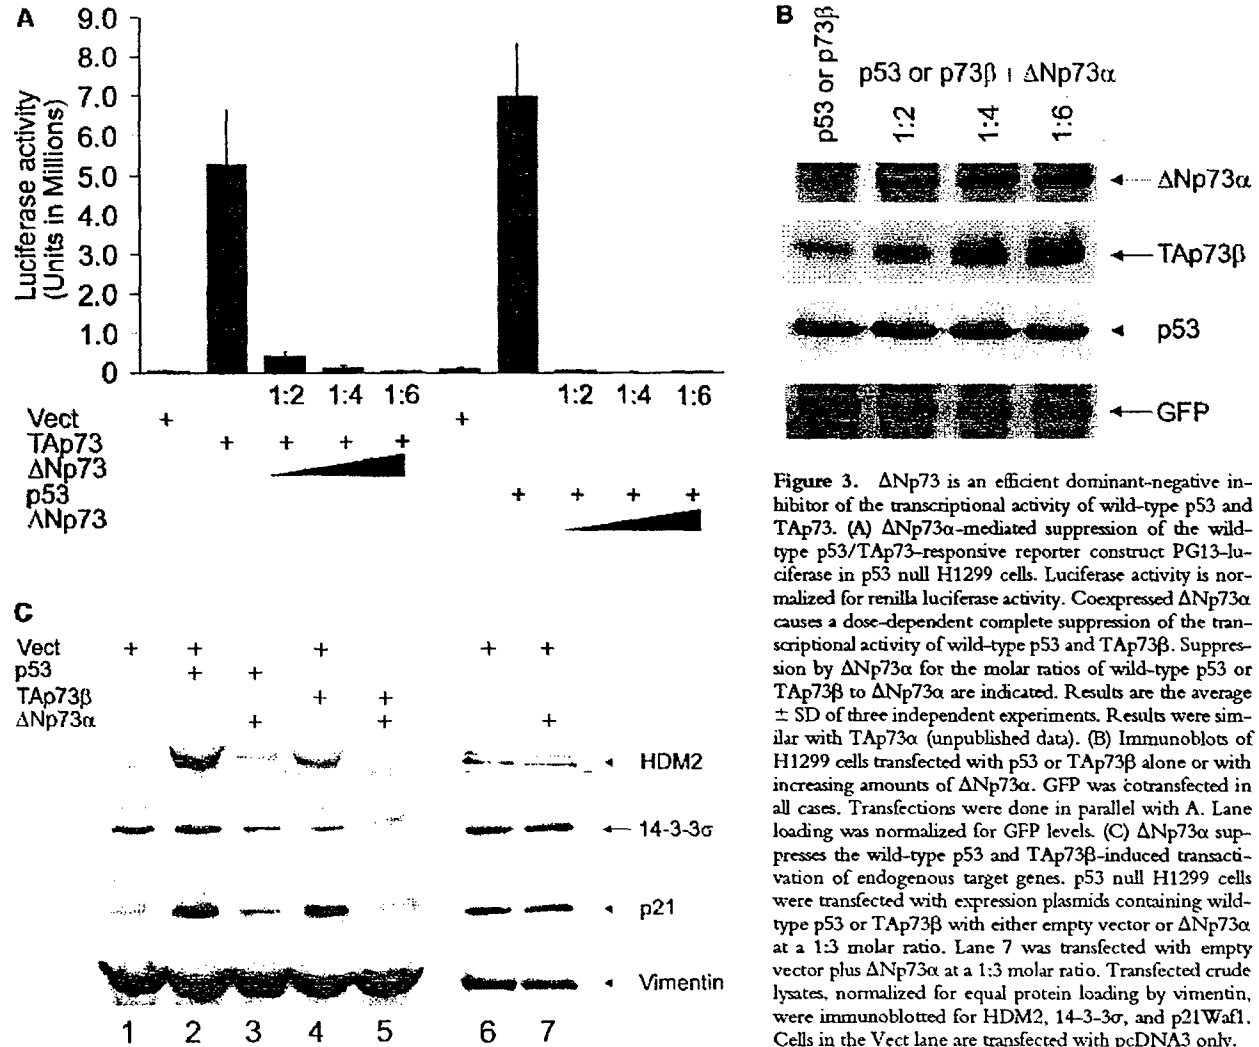 A
9.0
8.0
7.0
6.0
5.0
4.0
3.0
2.0
1.0
0
Luciferase activity
(Units in Millions)
1:2 1:4 1:6 1:2 1:4 1:6
Vect + +
TAp73 + + + +
ΔNp73
p53 + + + +
ΛNp73
B
p53 or p73β
p53 or p73β : ΔNp73α
1:2 1:4 1:6
ΔNp73α
TAp73β
p53
GFP
C
Vect + + + + +
p53 + +
TAp73β + +
ΔNp73α + + +
HDM2
14-3-3σ
p21
Vimentin
1 2 3 4 5 6 7
Figure 3. ΔNp73 is an efficient dominant-negative in-
hibitor of the transcriptional activity of wild-type p53 and
TAp73. (A) ΔNp73α-mediated suppression of the wild-
type p53/TAp73-responsive reporter construct PG13-lu-
ciferase in p53 null H1299 cells. Luciferase activity is nor-
malized for renilla luciferase activity. Coexpressed ΔNp73α
causes a dose-dependent complete suppression of the tran-
scriptional activity of wild-type p53 and TAp73β. Suppres-
sion by ΔNp73α for the molar ratios of wild-type p53 or
TAp73β to ΔNp73α are indicated. Results are the average
± SD of three independent experiments. Results were sim-
ilar with TAp73α (unpublished data). (B) Immunoblots of
H1299 cells transfected with p53 or TAp73β alone or with
increasing amounts of ΔNp73α. GFP was cotransfected in
all cases. Transfections were done in parallel with A. Lane
loading was normalized for GFP levels. (C) ΔNp73α sup-
presses the wild-type p53 and TAp73β-induced transacti-
vation of endogenous target genes. p53 null H1299 cells
were transfected with expression plasmids containing wild-
type p53 or TAp73β with either empty vector or ΔNp73α
at a 1:3 molar ratio. Lane 7 was transfected with empty
vector plus ΔNp73α at a 1:3 molar ratio. Transfected crude
lysates, normalized for equal protein loading by vimentin,
were immunoblotted for HDM2, 14-3-3σ, and p21Waf1.
Cells in the Vect lane are transfected with pcDNA3 only.